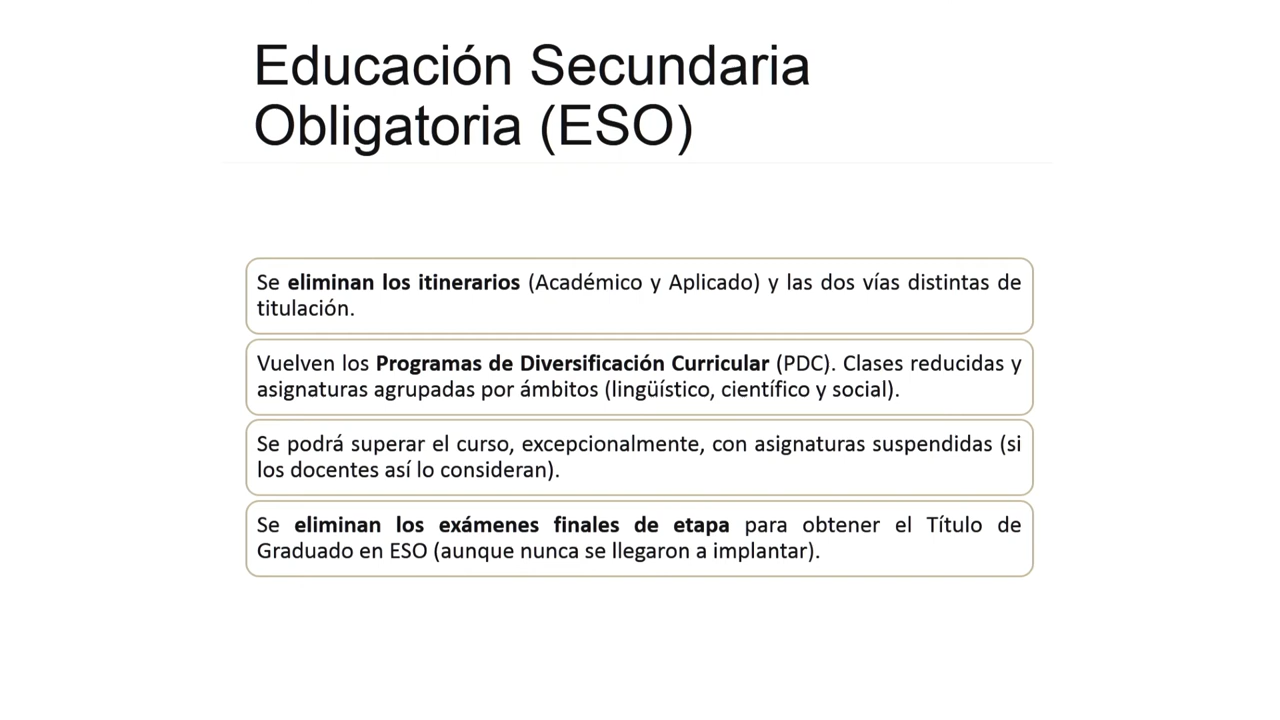 Educación Secundaria
Obligatoria (ESO)
Se eliminan los itinerarios (Académico y Aplicado) y las dos vías distintas de
titulación.
Vuelven los Programas de Diversificación Curricular (PDC). Clases reducidas y
asignaturas agrupadas por ámbitos (lingüístico, científico y social).
Se podrá superar el curso, excepcionalmente, con asignaturas suspendidas (si
los docentes así lo consideran).
Se eliminan los exámenes finales de etapa para obtener el Título de
Graduado en ESO (aunque nunca se llegaron a implantar).